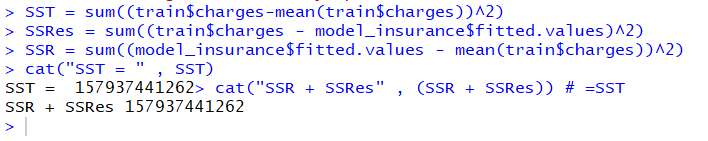 > SST = sum((train$charges-mean(train$charges))^2)
> SSRes = sum((train$charges - model_insurance$fitted.values)^2)
> SSR = sum((model_insurance$fitted.values - mean(train$charges))^2)
> cat("SST = " , SST)
SST =  157937441262> cat("SSR + SSRes" , (SSR + SSRes)) # =SST
SSR + SSRes 157937441262
>